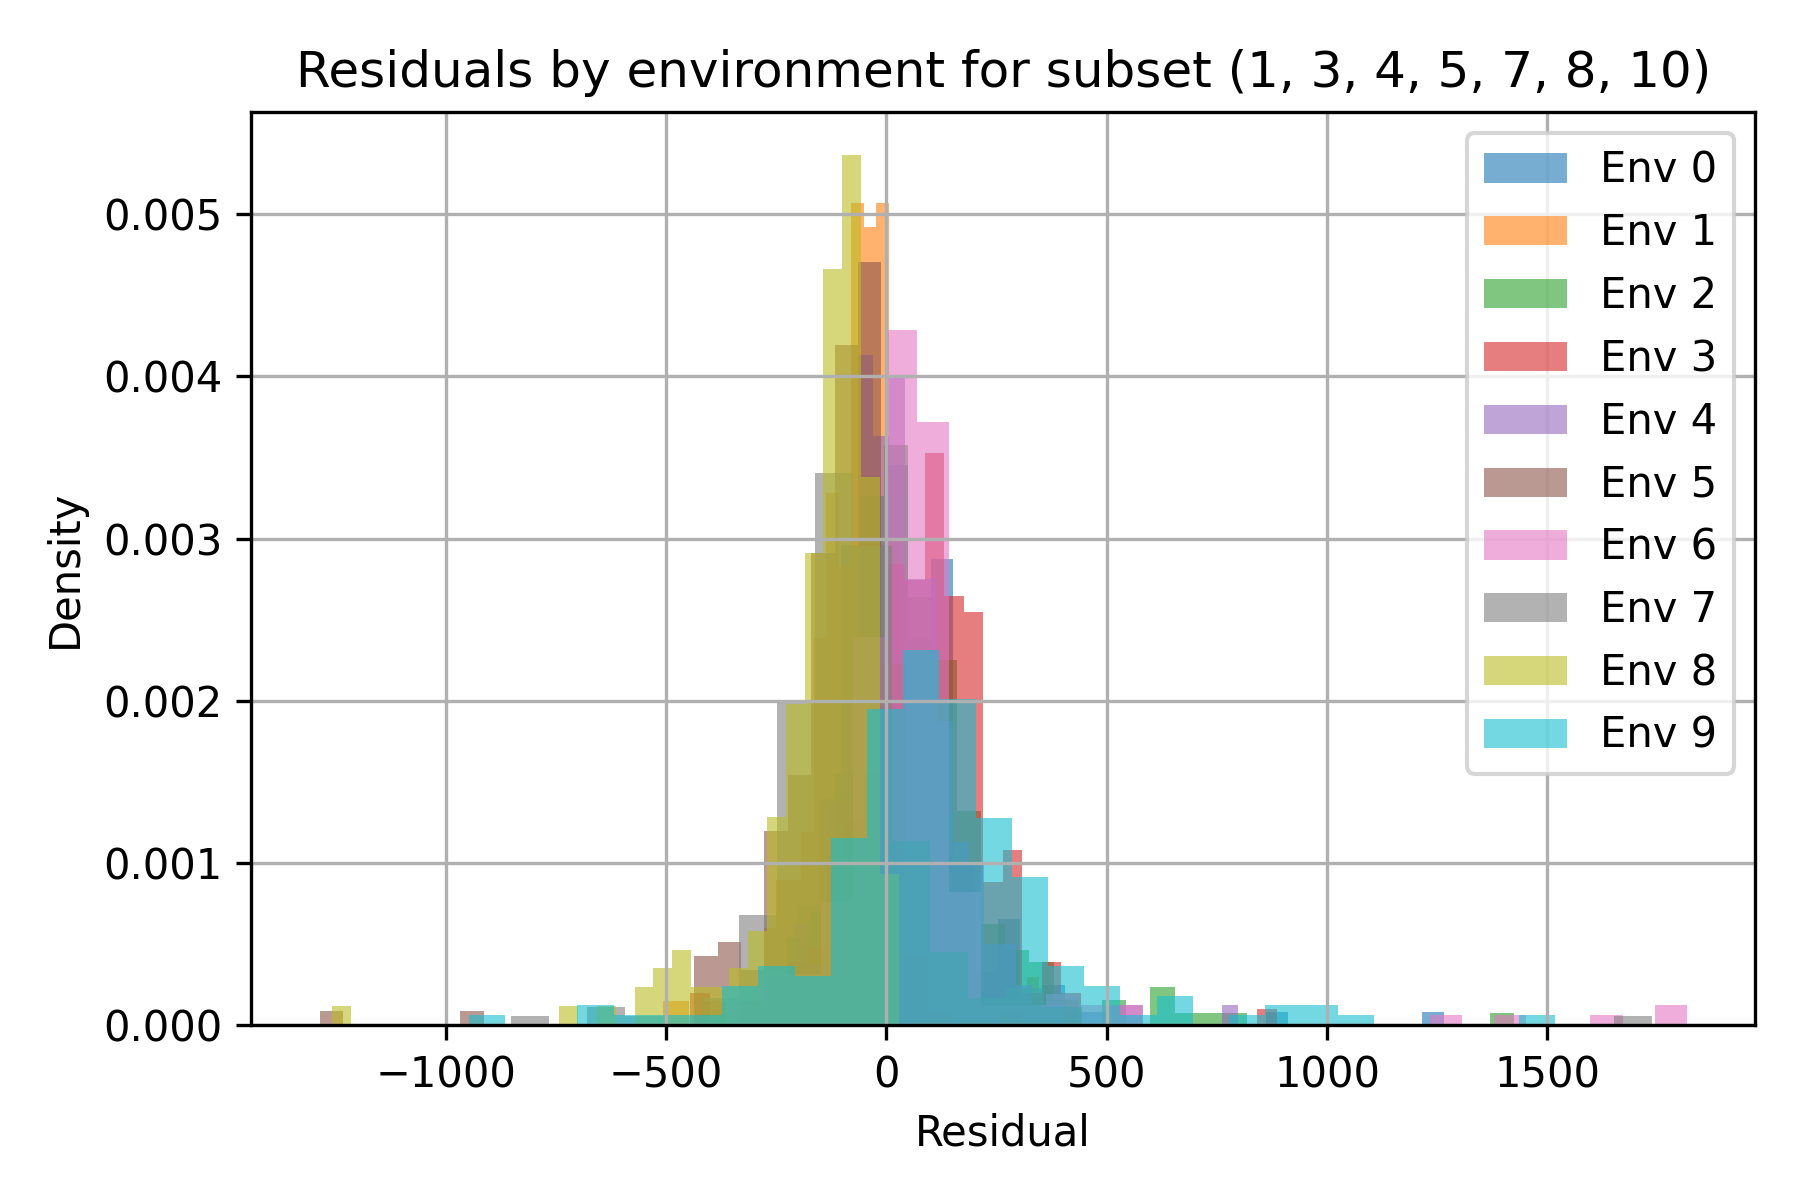 Residuals by environment for subset (1, 3, 4, 5, 7, 8, 10)
Density
0.005
0.004
0.003
0.002
0.001
0.000
−1000
−500
0
500
1000
1500
Residual
Env 0
Env 1
Env 2
Env 3
Env 4
Env 5
Env 6
Env 7
Env 8
Env 9